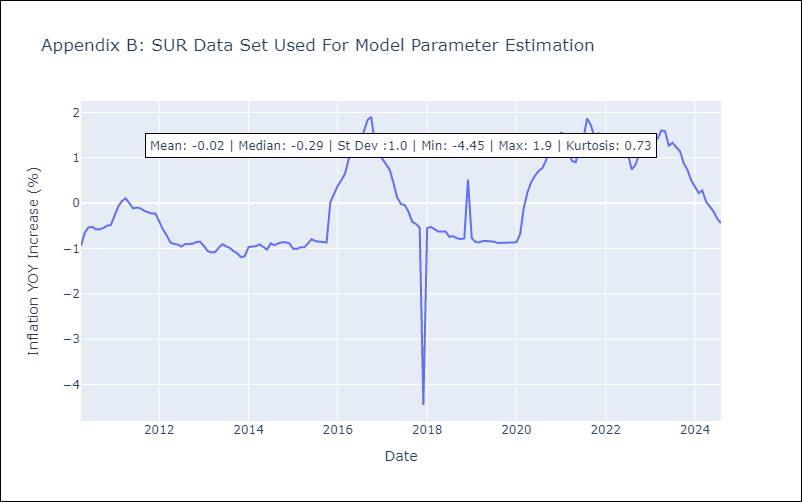 Appendix B: SUR Data Set Used For Model Parameter Estimation
2
Mean: -0.02 | Median: -0.29 | St Dev :1.0 | Min: -4.45 | Max: 1.9 | Kurtosis: 0.73
1
0
−1
−2
−3
−4
Inflation YOY Increase (%)
2012 2014 2016 2018 2020 2022 2024
Date